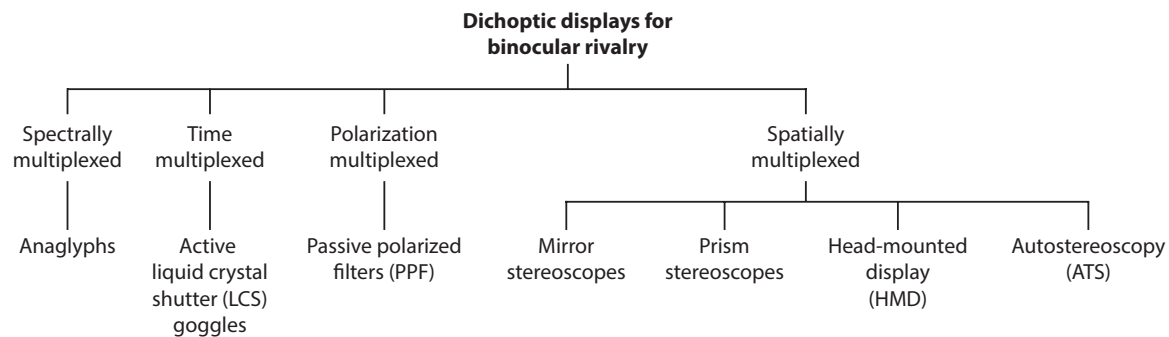 Dichoptic displays for
binocular rivalry
Spectrally
multiplexed
Time
multiplexed
Polarization
multiplexed
Spatially
multiplexed
Anaglyphs
Active
liquid crystal
shutter (LCS)
goggles
Passive polarized
filters (PPF)
Mirror
stereoscopes
Prism
stereoscopes
Head-mounted
display
(HMD)
Autostereoscopy
(ATS)